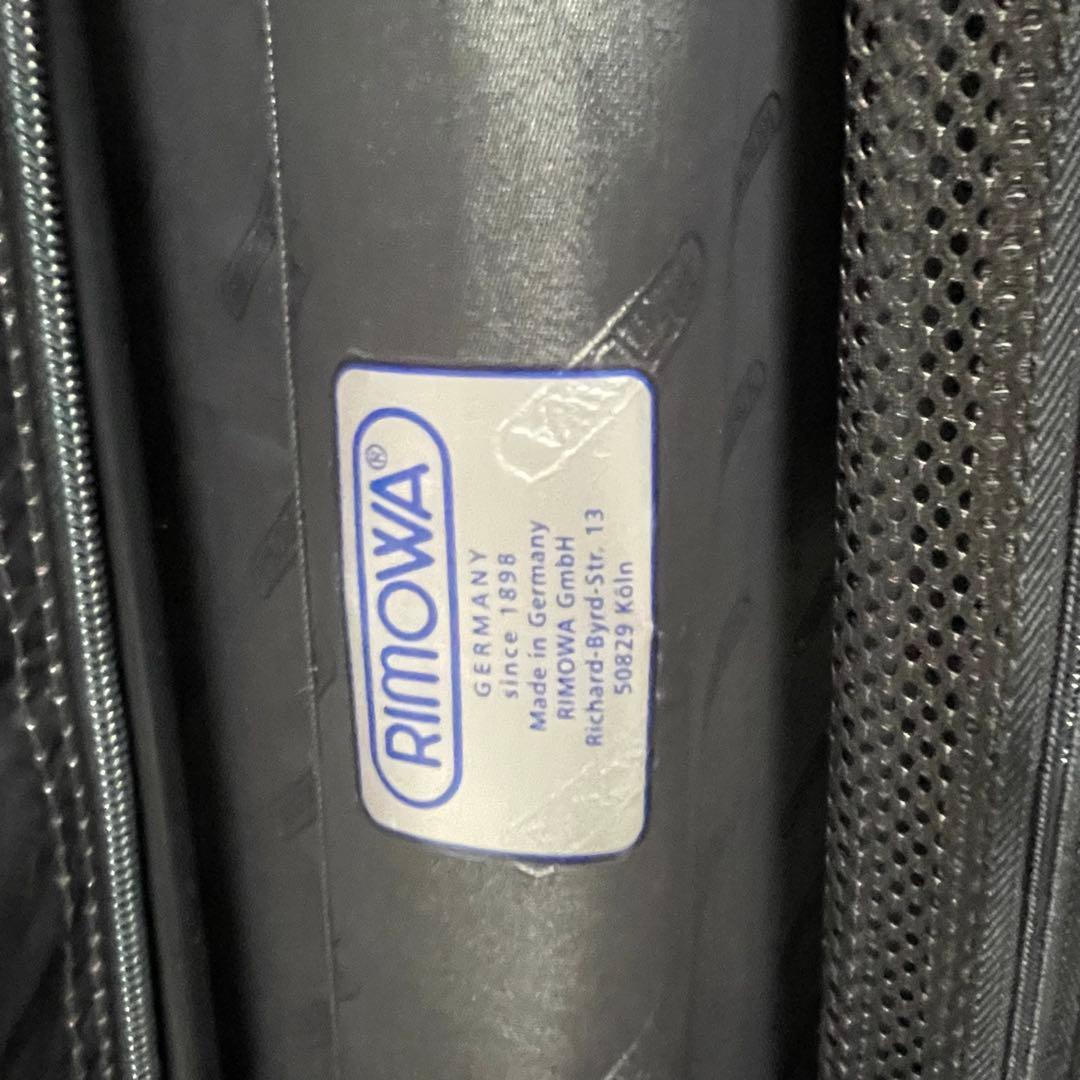 RIMOWA®
GERMANY
since 1898
Made in Germany
RIMOWA GmbH
Richard-Byrd-Str. 13
50829 Köln